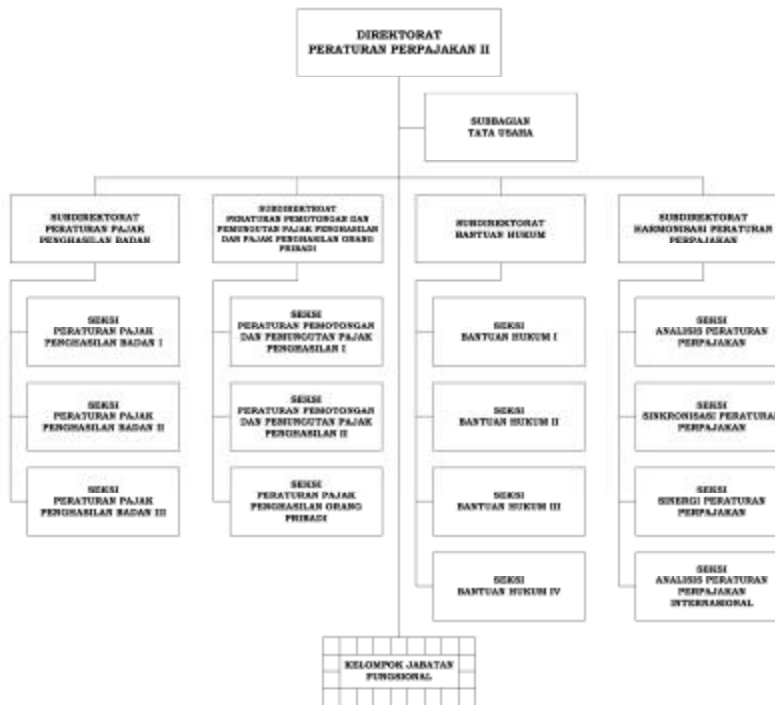 DIREKTORAT
PERATURAN PERPAJAKAN II
SUBBAGIAN
TATA USAHA
SUBDIREKTORAT
PERATURAN PAJAK
PENGHASILAN BADAN
SUBDIREKTORAT
PERATURAN PEMOTONGAN DAN
PEMUNGUTAN PAJAK PENGHASILAN
DAN PAJAK PENGHASILAN ORANG
PRIBADI
SUBDIREKTORAT
BANTUAN HUKUM
SUBDIREKTORAT
HARMONISASI PERATURAN
PERPAJAKAN
SEKSI
PERATURAN PAJAK
PENGHASILAN BADAN I
SEKSI
PERATURAN PEMOTONGAN
DAN PEMUNGUTAN PAJAK
PENGHASILAN I
SEKSI
BANTUAN HUKUM I
SEKSI
ANALISIS PERATURAN
PERPAJAKAN
SEKSI
PERATURAN PAJAK
PENGHASILAN BADAN II
SEKSI
PERATURAN PEMOTONGAN
DAN PEMUNGUTAN PAJAK
PENGHASILAN II
SEKSI
BANTUAN HUKUM II
SEKSI
SINKRONISASI PERATURAN
PERPAJAKAN
SEKSI
PERATURAN PAJAK
PENGHASILAN BADAN III
SEKSI
PERATURAN PAJAK
PENGHASILAN ORANG
PRIBADI
SEKSI
BANTUAN HUKUM III
SEKSI
SINERGI PERATURAN
PERPAJAKAN
SEKSI
BANTUAN HUKUM IV
SEKSI
ANALISIS PERATURAN
PERPAJAKAN
INTERNASIONAL
KELOMPOK JABATAN
FUNGSIONAL